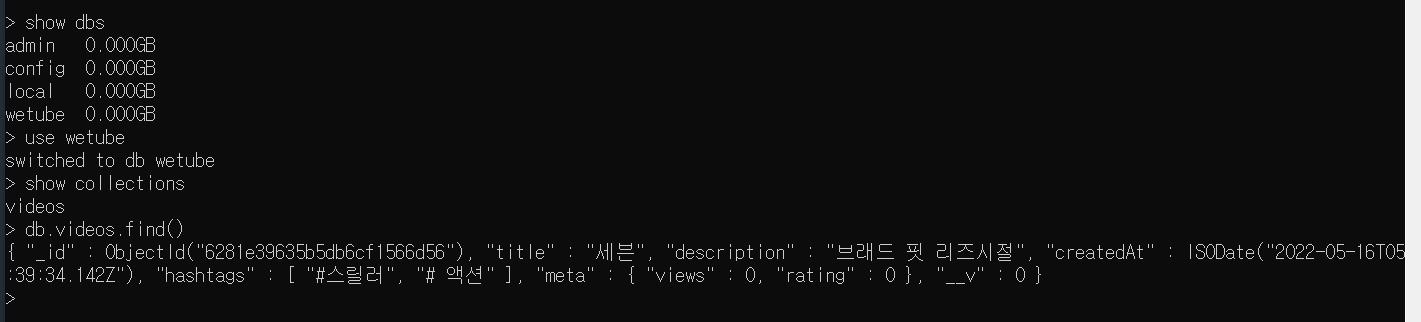 > show dbs
admin   0.000GB
config  0.000GB
local   0.000GB
wetube  0.000GB
> use wetube
switched to db wetube
> show collections
videos
> db.videos.find()
{ "_id" : ObjectId("6281e39635b5db6cf1566d56"), "title" : "세븐", "description" : "브래드 핏 리즈시절", "createdAt" : ISODate("2022-05-16T05
:39:34.142Z"), "hashtags" : [ "#스릴러", "# 액션" ], "meta" : { "views" : 0, "rating" : 0 }, "__v" : 0 }
>